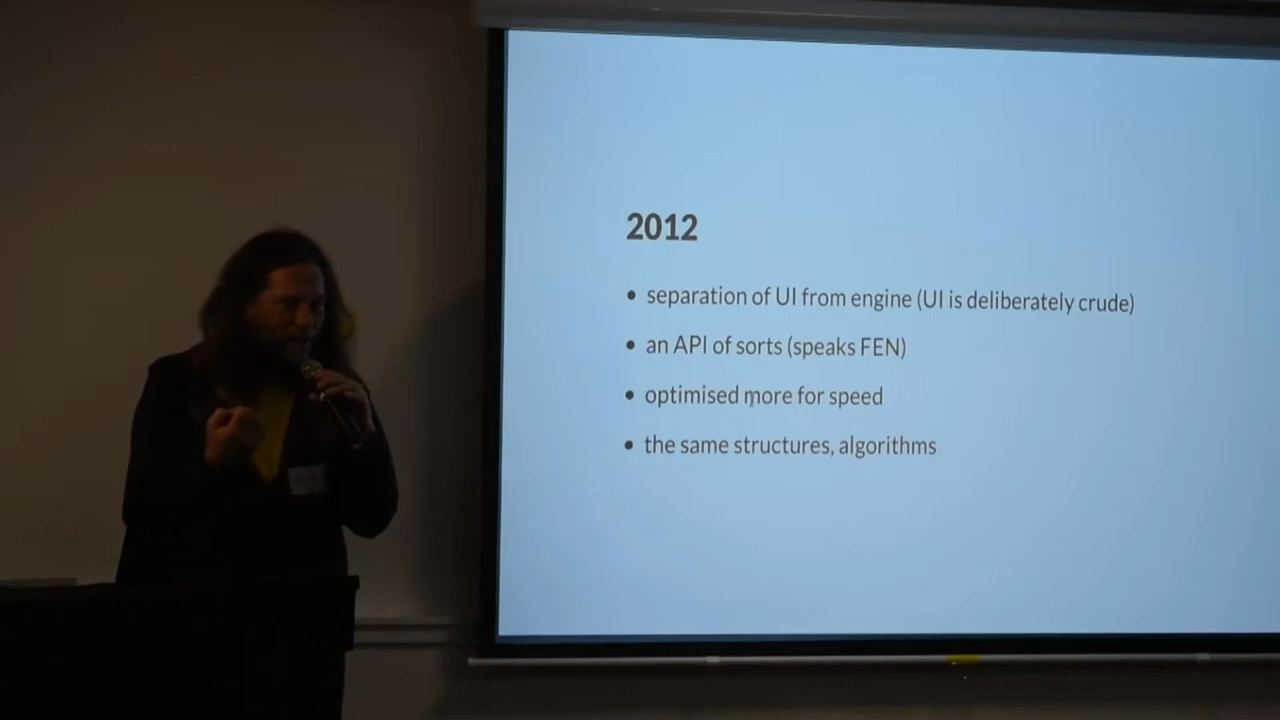 2012
• separation of UI from engine (UI is deliberately crude)
• an API of sorts (speaks FEN)
• optimised more for speed
• the same structures, algorithms